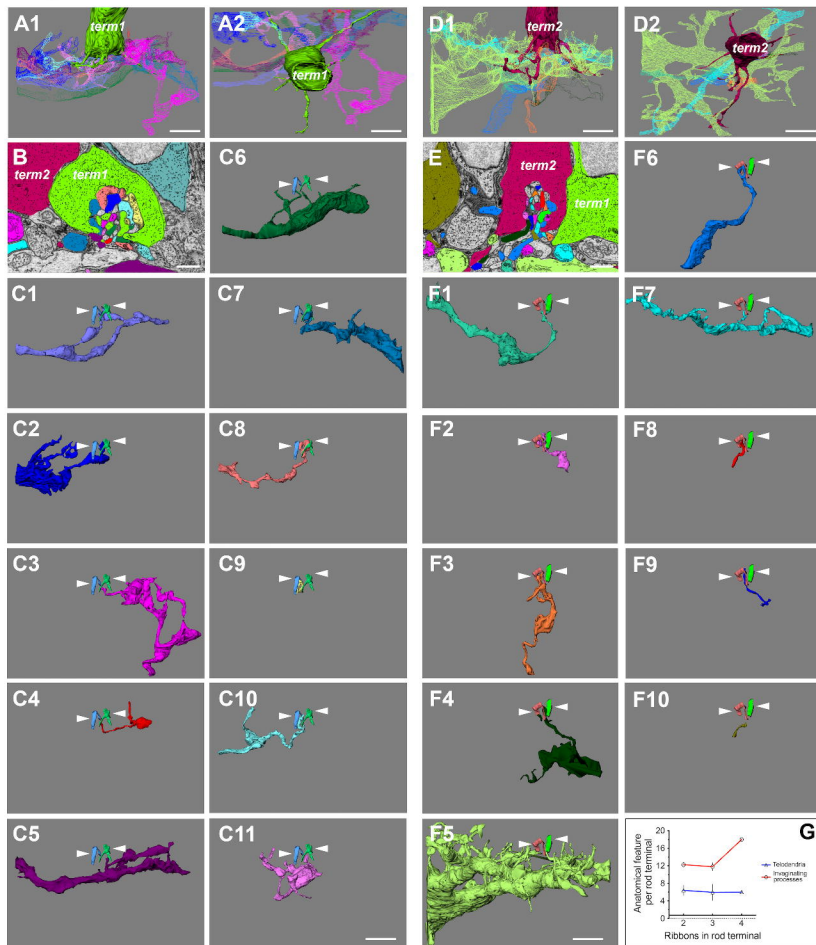 A1
term1
A2
term1
D1
term2
D2
term2
B
term2
term1
C6
E
term2
term1
F6
C1
C7
F1
F7
C2
C8
F2
F8
C3
C9
F3
F9
C4
C10
F4
F10
C5
C11
F5
G
Anatomical feature
per rod terminal
20
16
12
8
4
0
2
3
4
Ribbons in rod terminal
Telodendria
Invaginating
processes